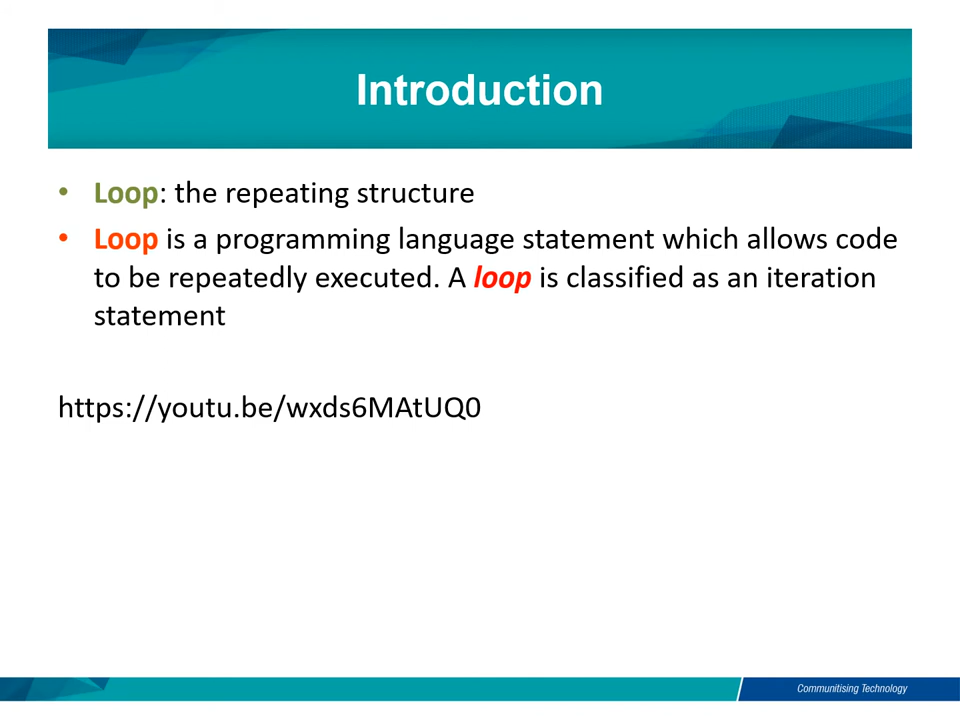 Introduction
• Loop: the repeating structure
• Loop is a programming language statement which allows code
to be repeatedly executed. A loop is classified as an iteration
statement
https://youtu.be/wxds6MAtUQ0
Communitising Technology